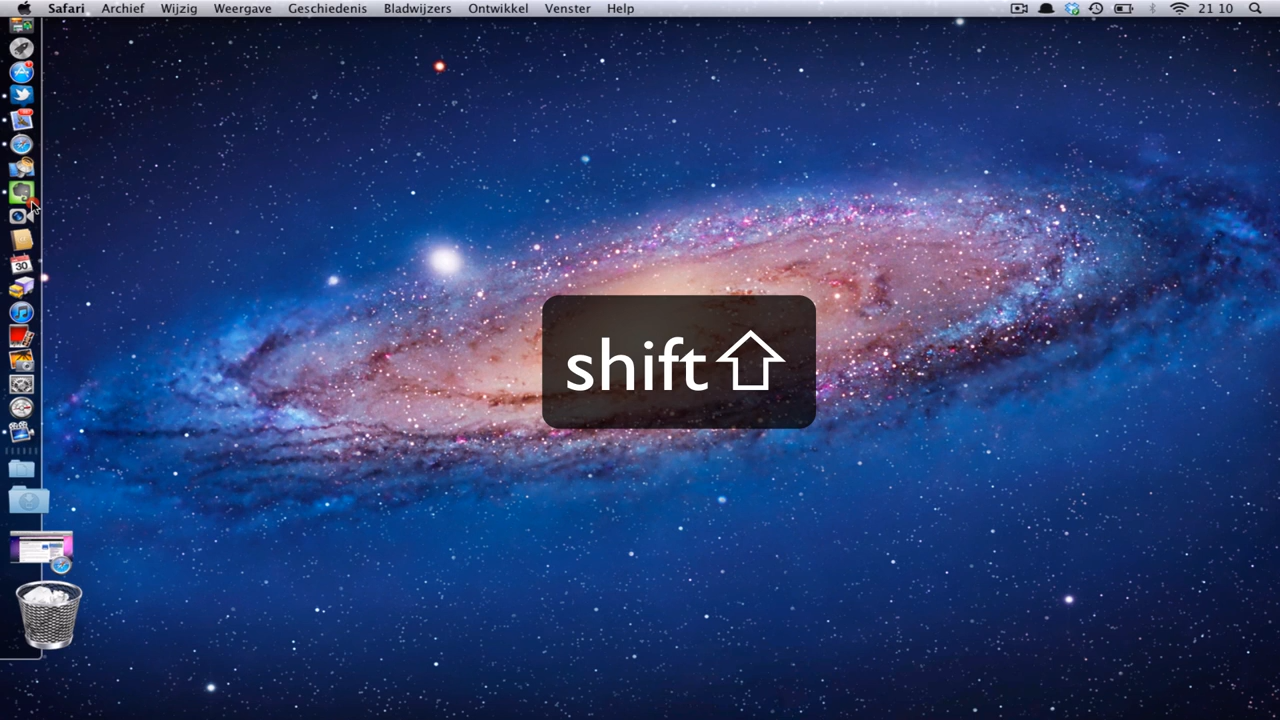 Safari Archief Wijzig Weergave Geschiedenis Bladwijzers Ontwikkel Venster Help 21 10
30
shift